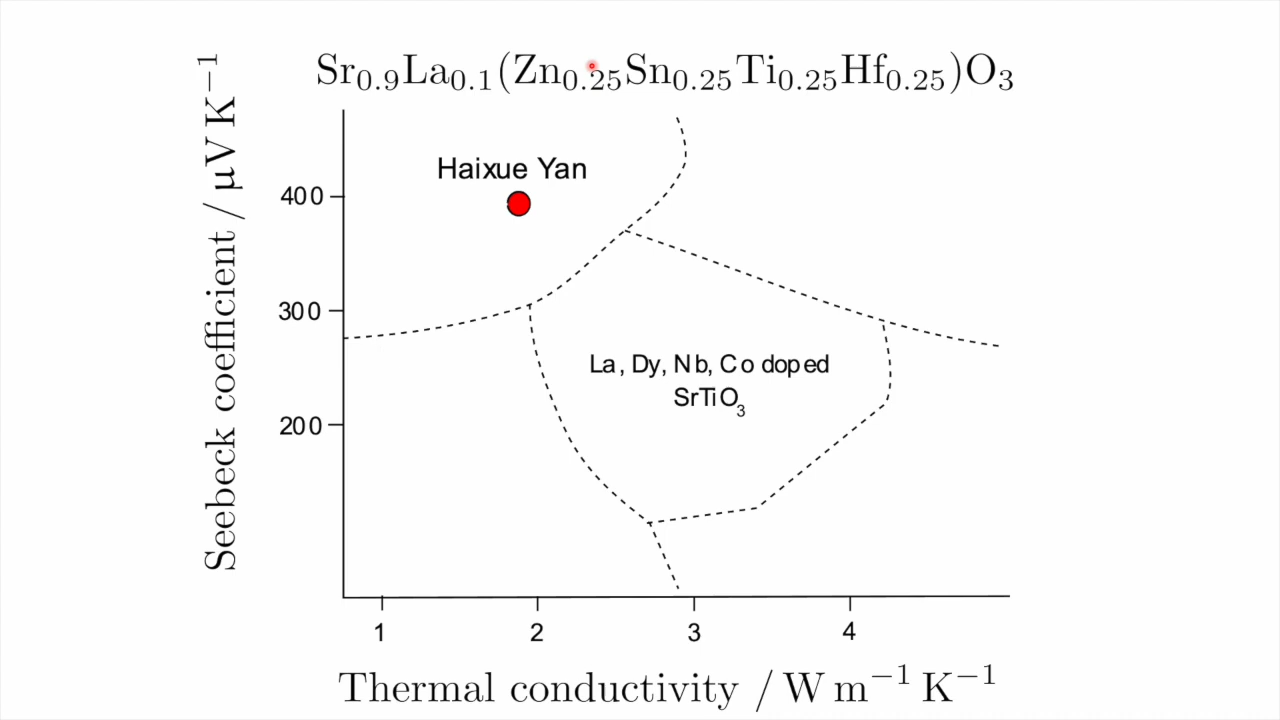 Sr0.9La0.1(Zn0.25Sn0.25Ti0.25Hf0.25)O3
Seebeck coefficient / µV K−1
Haixue Yan
400
300
200
La, Dy, Nb, Co doped
SrTiO3
1 2 3 4
Thermal conductivity / W m−1 K−1